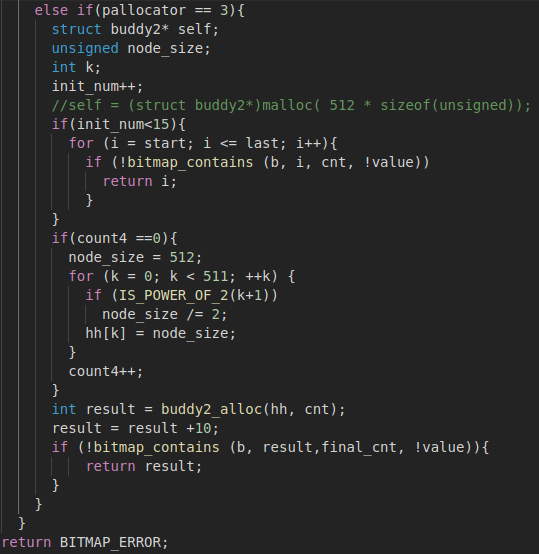 else if(pallocator == 3){
struct buddy2* self;
unsigned node_size;
int k;
init_num++;
//self = (struct buddy2*)malloc( 512 * sizeof(unsigned));
if(init_num<15){
for (i = start; i <= last; i++){
if (!bitmap_contains (b, i, cnt, !value))
return i;
}
}
if(count4 ==0){
node_size = 512;
for (k = 0; k < 511; ++k) {
if (IS_POWER_OF_2(k+1))
node_size /= 2;
hh[k] = node_size;
}
count4++;
}
int result = buddy2_alloc(hh, cnt);
result = result +10;
if (!bitmap_contains (b, result,final_cnt, !value)){
return result;
}
}
}
return BITMAP_ERROR;